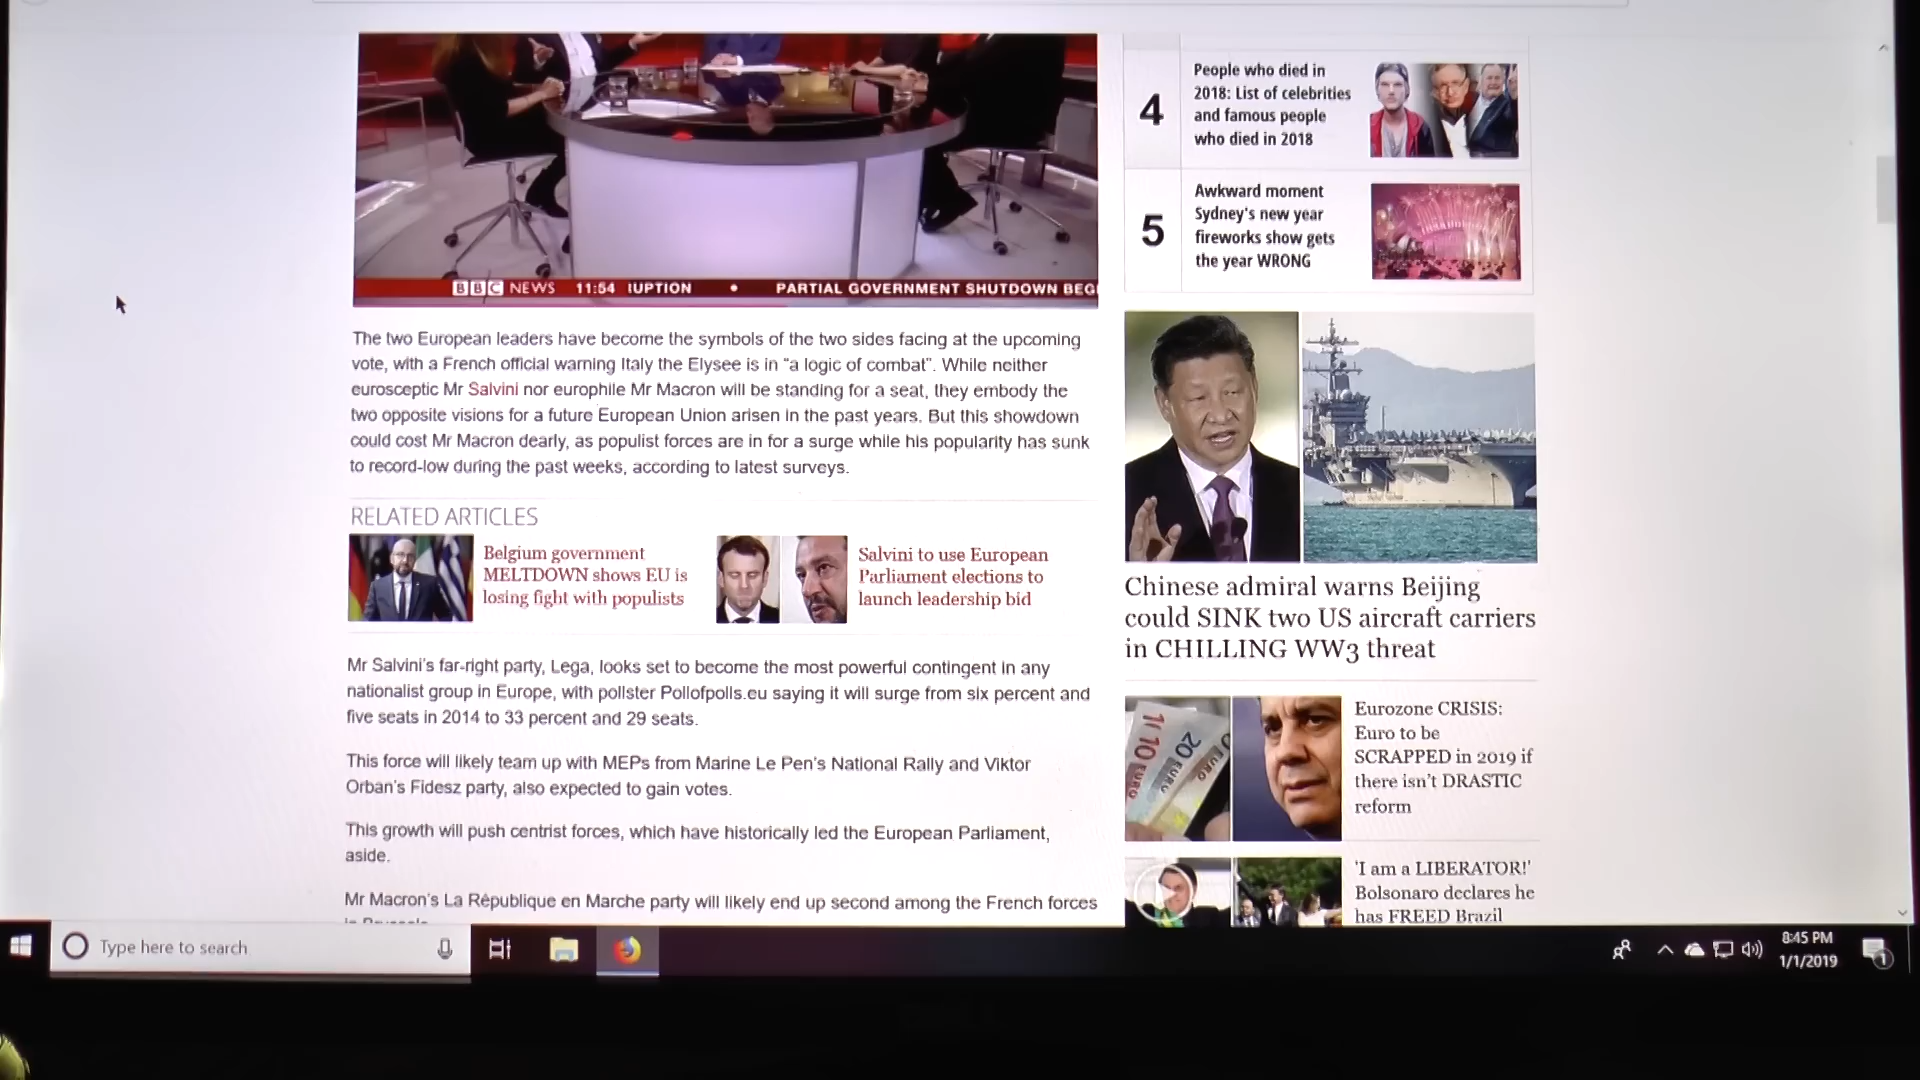 BBC NEWS 11:54 IUPTION • PARTIAL GOVERNMENT SHUTDOWN BEG
The two European leaders have become the symbols of the two sides facing at the upcoming
vote, with a French official warning Italy the Elysee is in “a logic of combat”. While neither
eurosceptic Mr Salvini nor europhile Mr Macron will be standing for a seat, they embody the
two opposite visions for a future European Union arisen in the past years. But this showdown
could cost Mr Macron dearly, as populist forces are in for a surge while his popularity has sunk
to record-low during the past weeks, according to latest surveys.
RELATED ARTICLES
Belgium government
MELTDOWN shows EU is
losing fight with populists
Salvini to use European
Parliament elections to
launch leadership bid
Mr Salvini’s far-right party, Lega, looks set to become the most powerful contingent in any
nationalist group in Europe, with pollster Pollofpolls.eu saying it will surge from six percent and
five seats in 2014 to 33 percent and 29 seats.
This force will likely team up with MEPs from Marine Le Pen’s National Rally and Viktor
Orban’s Fidesz party, also expected to gain votes.
This growth will push centrist forces, which have historically led the European Parliament,
aside.
Mr Macron’s La République en Marche party will likely end up second among the French forces
4
People who died in
2018: List of celebrities
and famous people
who died in 2018
5
Awkward moment
Sydney's new year
fireworks show gets
the year WRONG
Chinese admiral warns Beijing
could SINK two US aircraft carriers
in CHILLING WW3 threat
10 EURO
20 EURO
EURO
Eurozone CRISIS:
Euro to be
SCRAPPED in 2019 if
there isn’t DRASTIC
reform
'I am a LIBERATOR!'
Bolsonaro declares he
has FREED Brazil
Type here to search
8:45 PM
1/1/2019
1